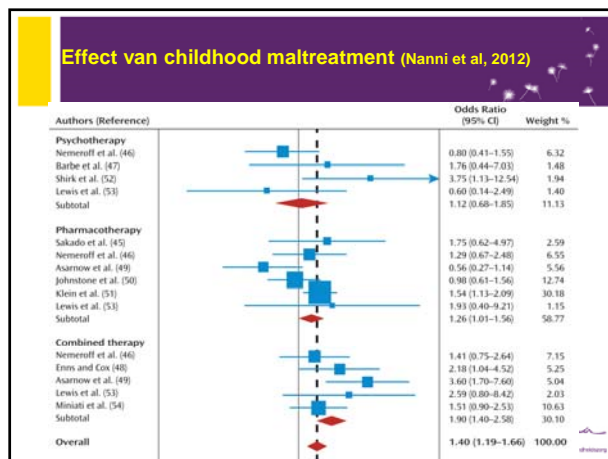 Effect van childhood maltreatment (Nanni et al, 2012)
Authors (Reference) Odds Ratio (95% CI) Weight %
Psychotherapy
Nemeroff et al. (46) 0.80 (0.41–1.55) 6.32
Barbe et al. (47) 1.76 (0.44–7.03) 1.48
Shirk et al. (52) 3.75 (1.13–12.54) 1.94
Lewis et al. (53) 0.60 (0.14–2.49) 1.40
Subtotal 1.12 (0.68–1.85) 11.13
Pharmacotherapy
Sakado et al. (45) 1.75 (0.62–4.97) 2.59
Nemeroff et al. (46) 1.29 (0.67–2.48) 6.55
Asarnow et al. (49) 0.56 (0.27–1.14) 5.56
Johnstone et al. (50) 0.98 (0.61–1.56) 12.74
Klein et al. (51) 1.54 (1.13–2.09) 30.18
Lewis et al. (53) 1.93 (0.40–9.21) 1.15
Subtotal 1.26 (1.01–1.56) 58.77
Combined therapy
Nemeroff et al. (46) 1.41 (0.75–2.64) 7.15
Enns and Cox (48) 2.18 (1.04–4.52) 5.25
Asarnow et al. (49) 3.60 (1.70–7.60) 5.04
Lewis et al. (53) 2.59 (0.80–8.42) 2.03
Miniati et al. (54) 1.51 (0.90–2.53) 10.63
Subtotal 1.90 (1.40–2.58) 30.10
Overall 1.40 (1.19–1.66) 100.00